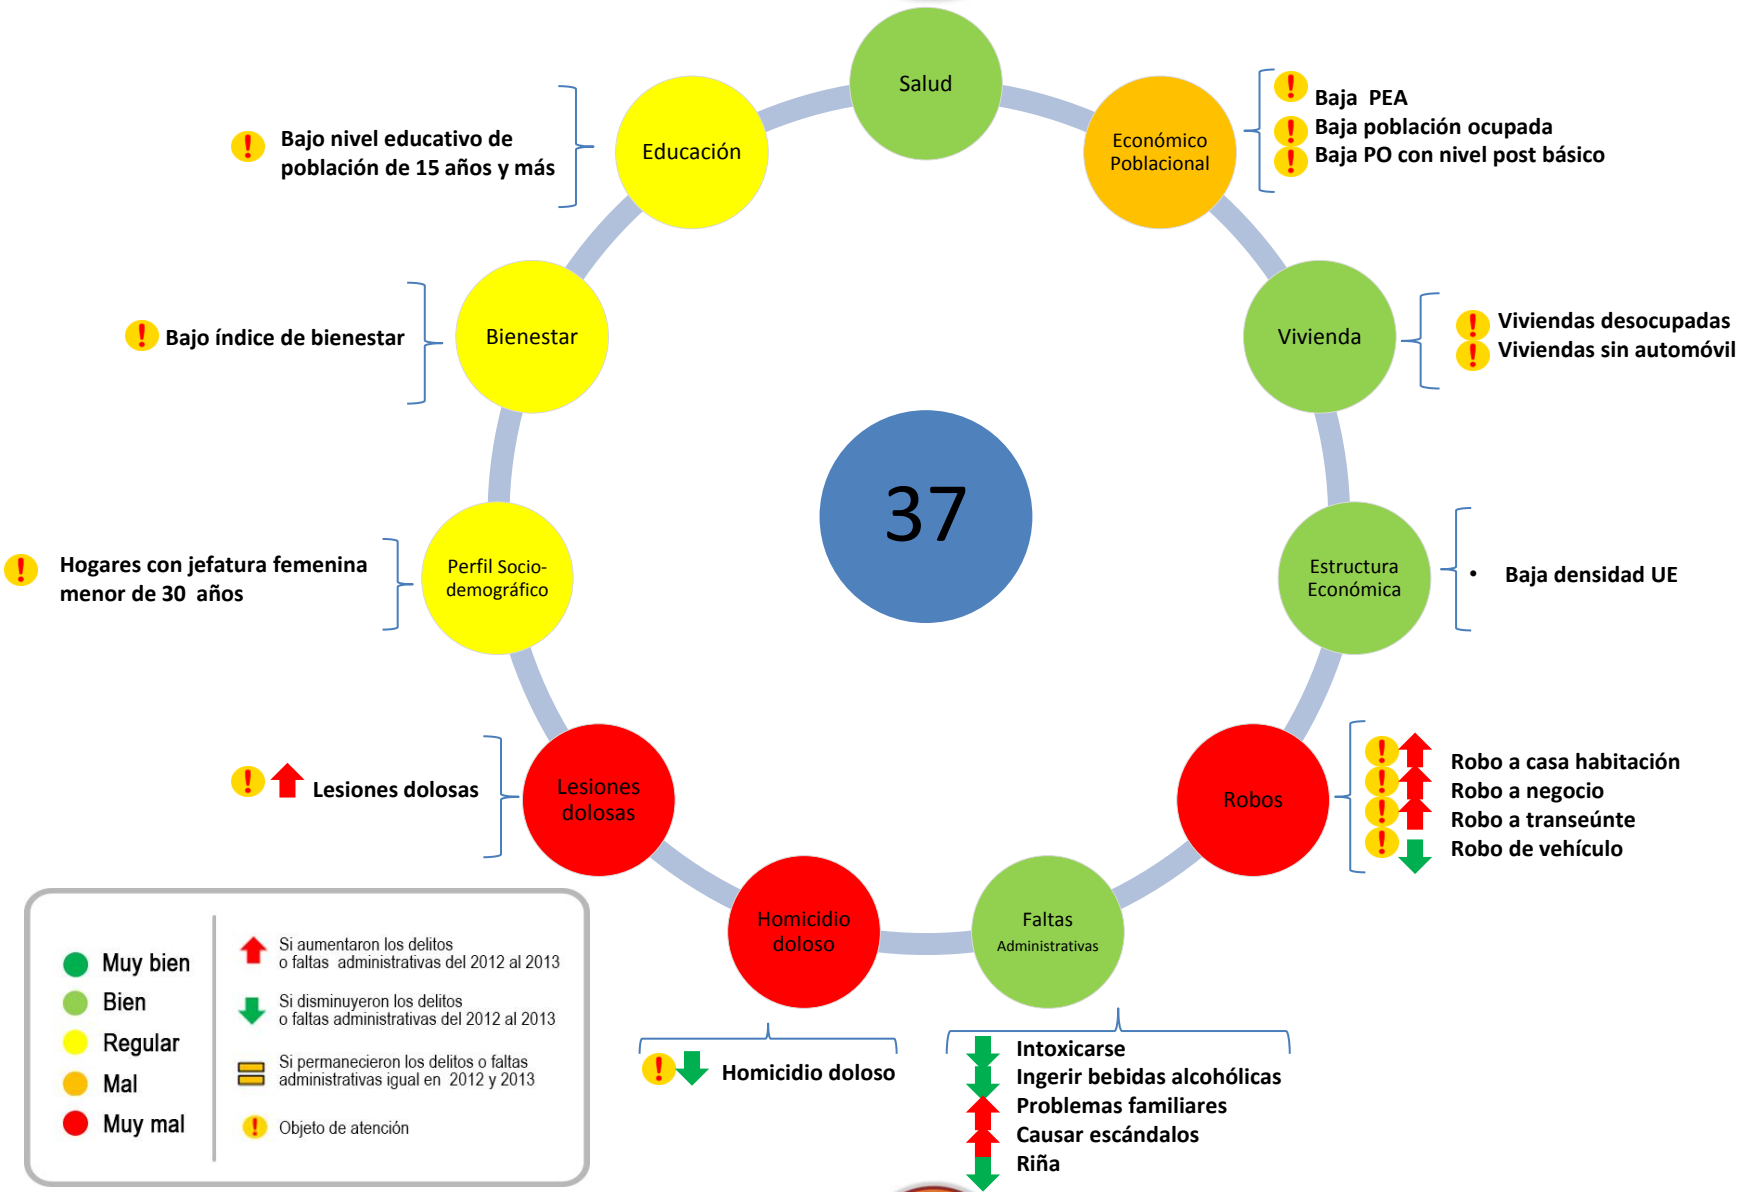 Salud
Económico
Poblacional
Baja  PEA
Baja población ocupada
Baja PO con nivel post básico
Vivienda
Viviendas desocupadas
Viviendas sin automóvil
Estructura
Económica
• Baja densidad UE
Robos
Robo a casa habitación
Robo a negocio
Robo a transeúnte
Robo de vehículo
Faltas
Administrativas
Intoxicarse
Ingerir bebidas alcohólicas
Problemas familiares
Causar escándalos
Riña
Homicidio
doloso
Homicidio doloso
Lesiones
dolosas
Lesiones dolosas
Perfil Socio-
demográfico
Hogares con jefatura femenina
menor de 30  años
Bienestar
Bajo índice de bienestar
Educación
Bajo nivel educativo de
población de 15 años y más
37
Muy bien
Bien
Regular
Mal
Muy mal
Si aumentaron los delitos
o faltas  administrativas del 2012 al 2013
Si disminuyeron los delitos
o faltas administrativas del 2012 al 2013
Si permanecieron los delitos o faltas
administrativas igual en  2012 y 2013
Objeto de atención